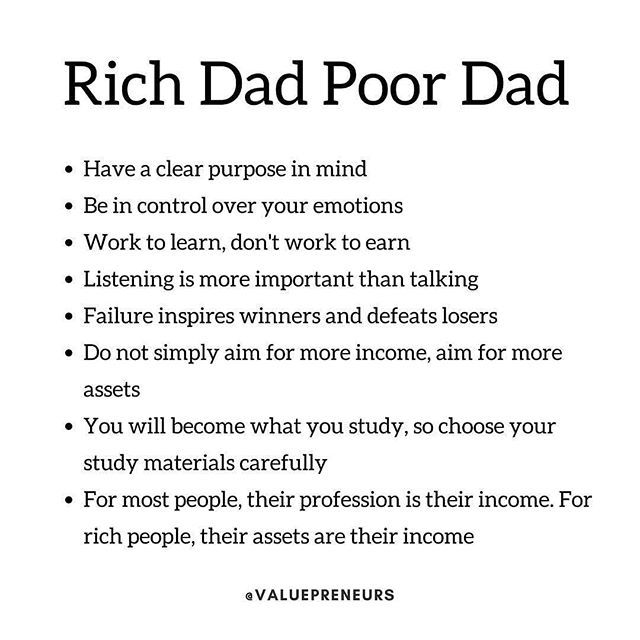 Rich Dad Poor Dad
• Have a clear purpose in mind
• Be in control over your emotions
• Work to learn, don't work to earn
• Listening is more important than talking
• Failure inspires winners and defeats losers
• Do not simply aim for more income, aim for more
assets
• You will become what you study, so choose your
study materials carefully
• For most people, their profession is their income. For
rich people, their assets are their income
@VALUEPRENEURS